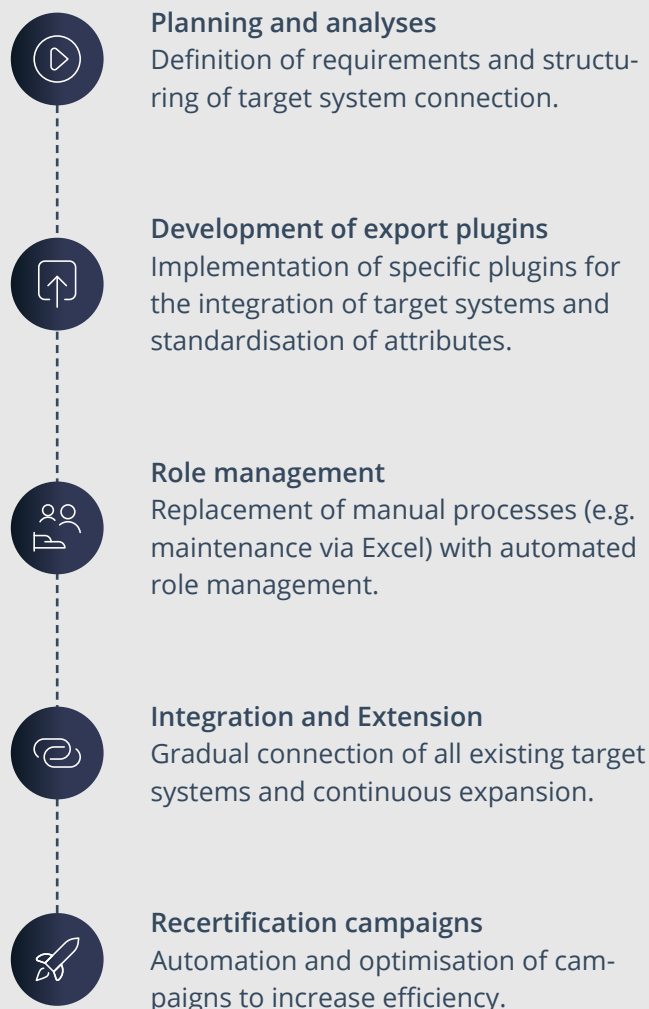 Planning and analyses
Definition of requirements and structu-
ring of target system connection.
Development of export plugins
Implementation of specific plugins for
the integration of target systems and
standardisation of attributes.
Role management
Replacement of manual processes (e.g.
maintenance via Excel) with automated
role management.
Integration and Extension
Gradual connection of all existing target
systems and continuous expansion.
Recertification campaigns
Automation and optimisation of cam-
paigns to increase efficiency.